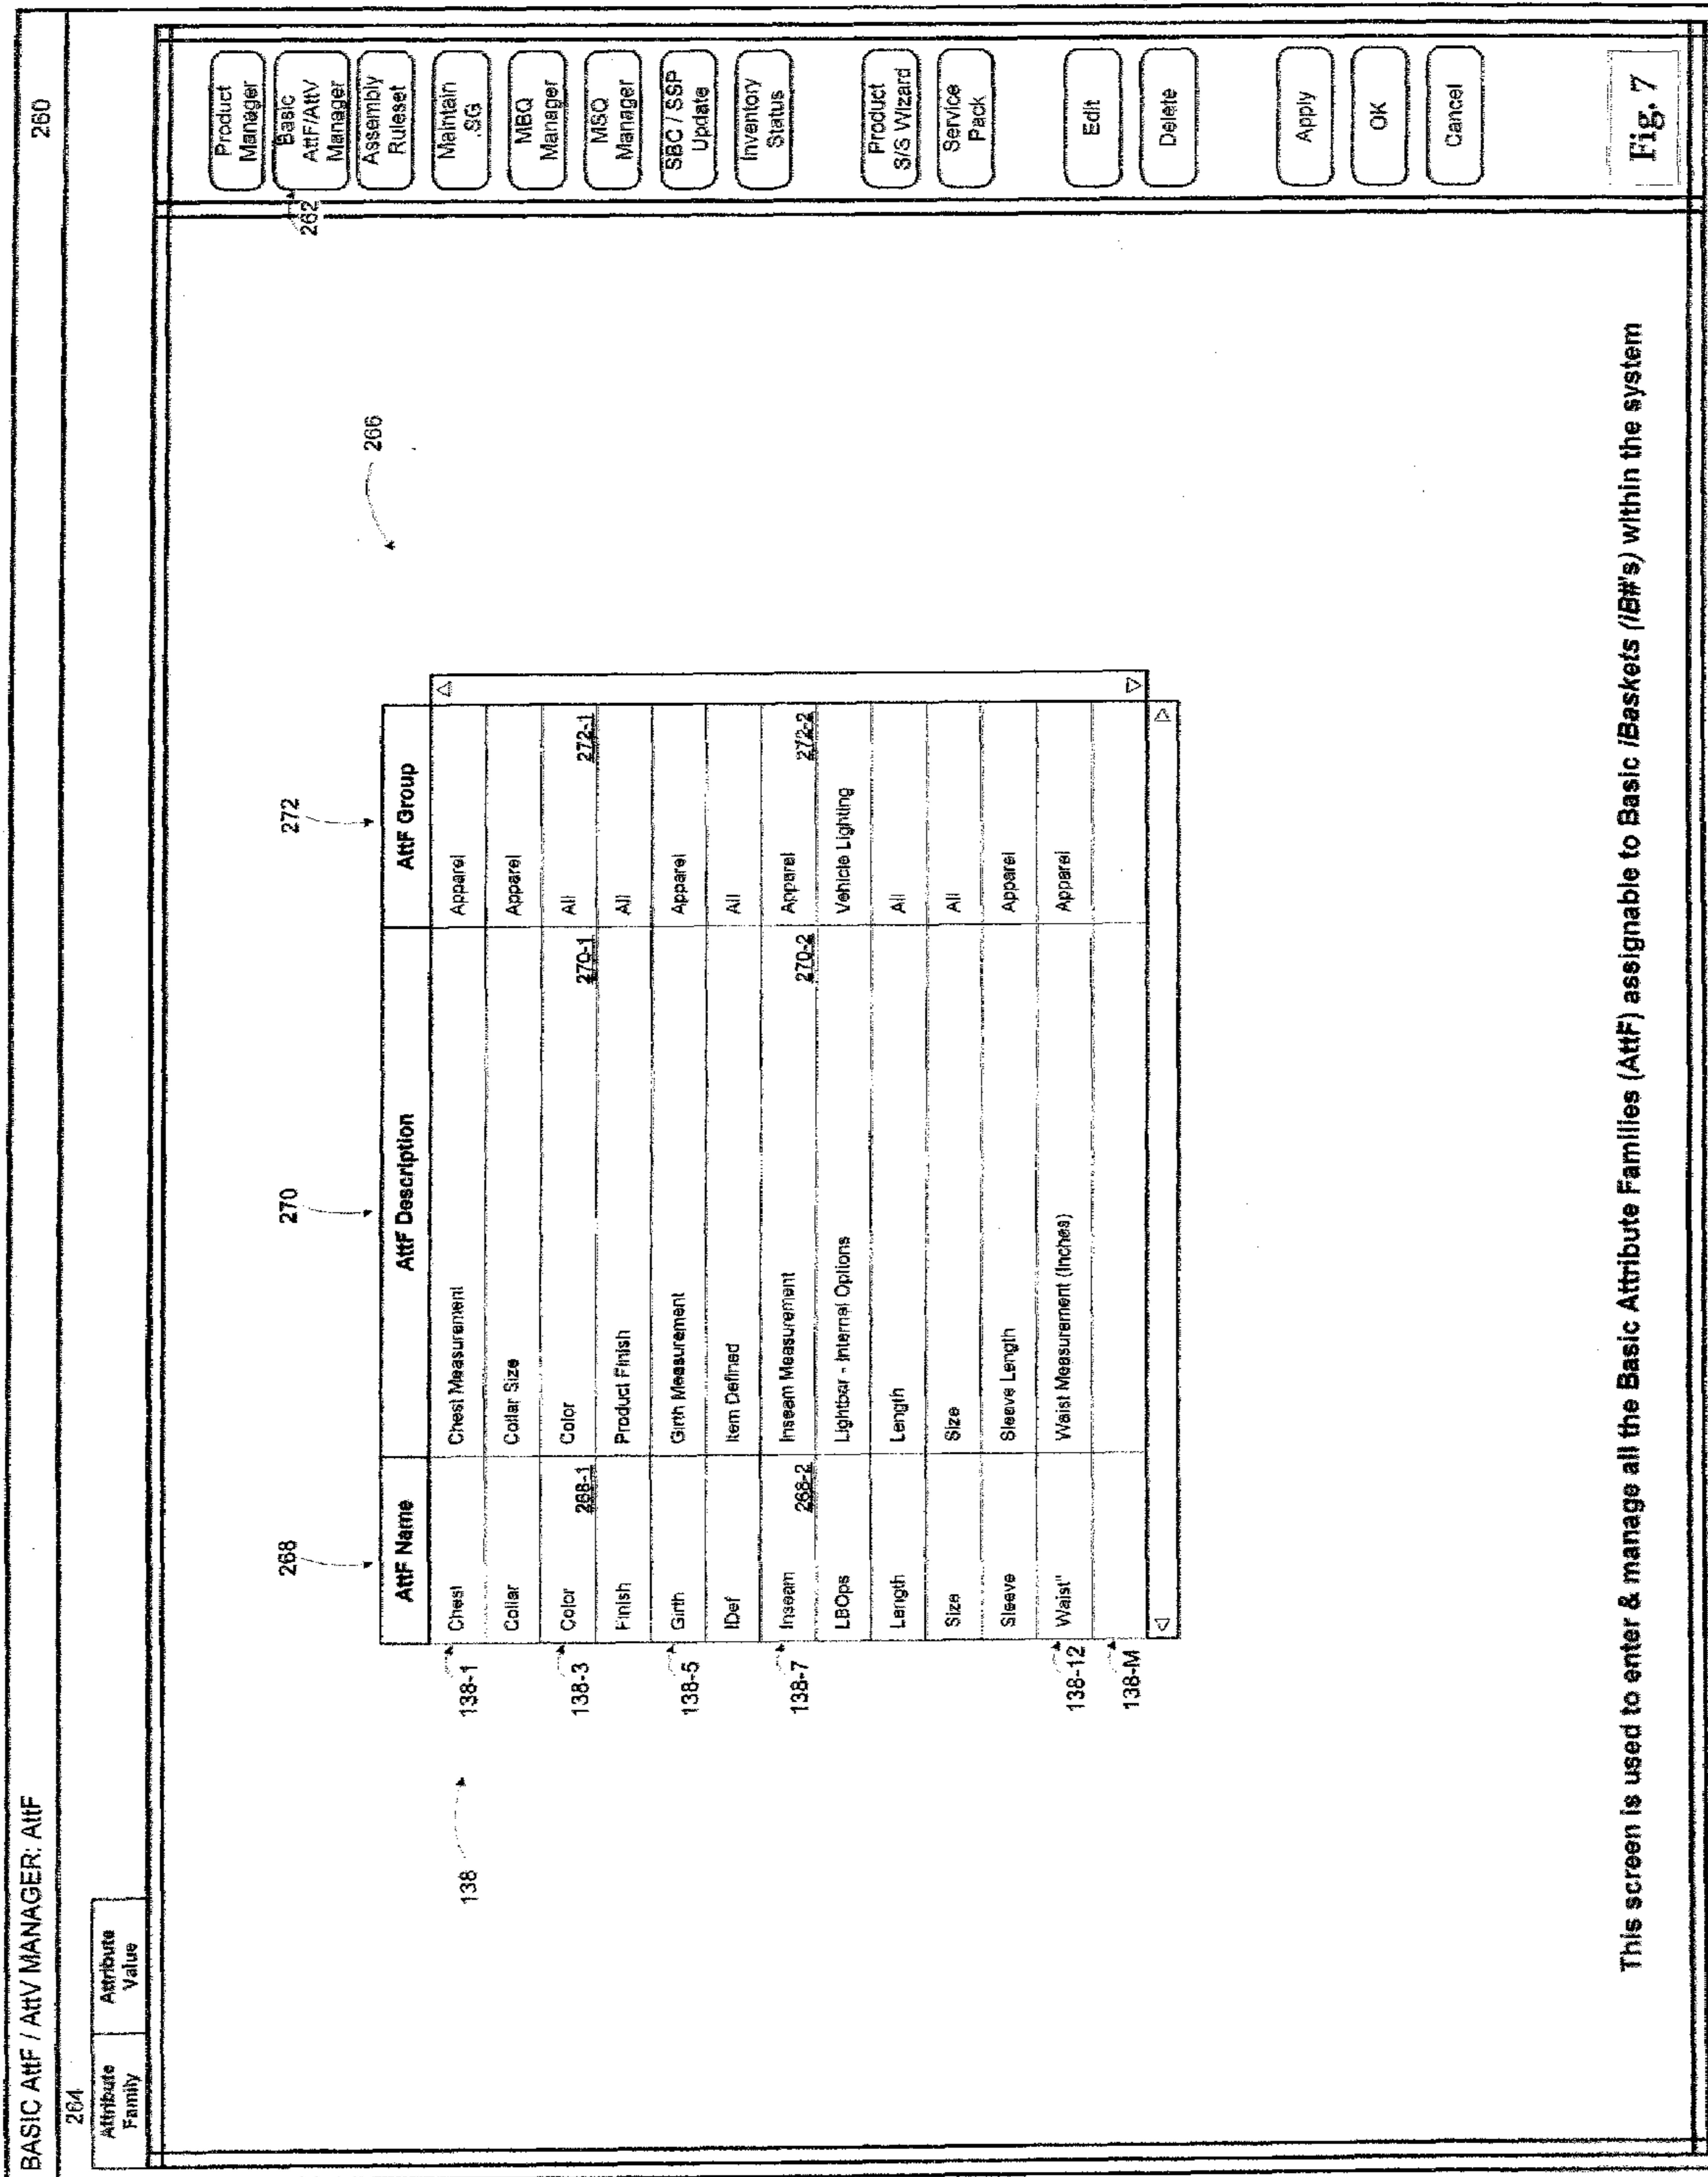 BASIC AttF / AttV MANAGER: AttF
260
264
Attribute
Family
Attribute
Value
Product
Manager
Basic
AttF/AttV
Manager
262
Assembly
Ruleset
Maintain
.SG
MBQ
Manager
MSQ
Manager
SBC / SSP
Update
Inventory
Status
Product
S/S Wizard
Service
Pack
Edit
Delete
Apply
OK
Cancel
266
268
270
272
AttF Name AttF Description AttF Group
138
138-1 Chest Chest Measurement Apparel
Collar Collar Size Apparel
138-3 Color 268-1 Color 270-1 All 272-1
Finish Product Finish All
138-5 Girth Girth Measurement Apparel
IDef Item Defined All
138-7 Inseam 268-2 Inseam Measurement 270-2 Apparel 272-2
LBOps Lightbar - Internal Options Vehicle Lighting
Length Length All
Size Size All
Sleeve Sleeve Length Apparel
138-12 Waist" Waist Measurement (Inches) Apparel
138-M
This screen is used to enter & manage all the Basic Attribute Families (AttF) assignable to Basic iBaskets (IB#'s) within the system
Fig. 7